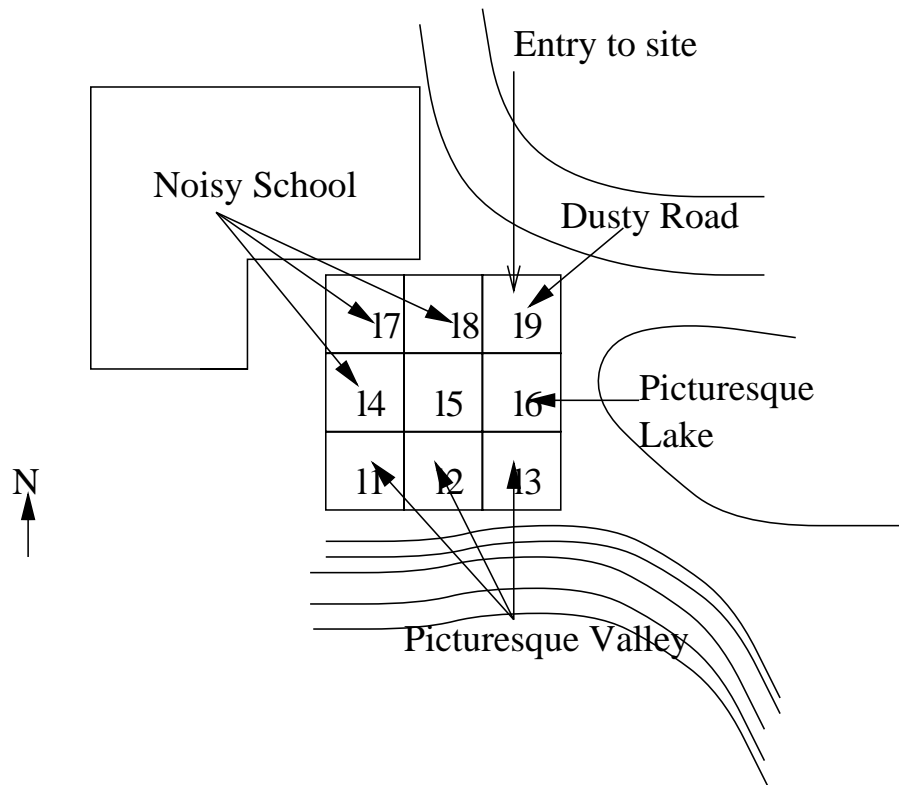 Entry to site
Noisy School
Dusty Road
l7 l8 l9
l4 l5 l6
Picturesque
Lake
l1 l2 l3
N
Picturesque Valley